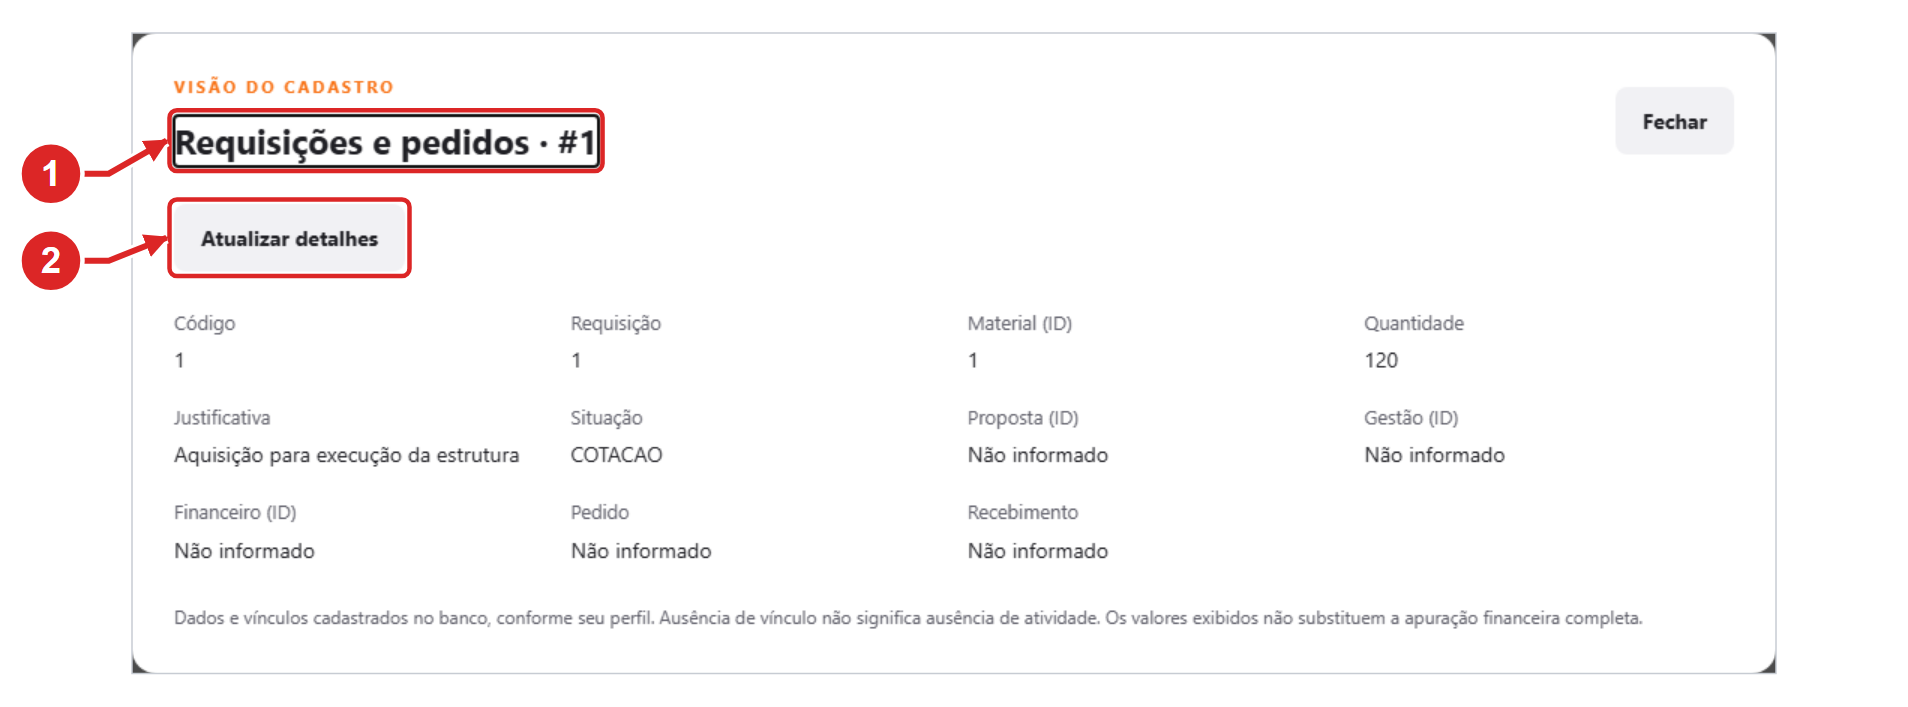 VISÃO DO CADASTRO
Requisições e pedidos · #1
Fechar
1
Atualizar detalhes
2
Código
Requisição
Material (ID)
Quantidade
1
1
1
120
Justificativa
Situação
Proposta (ID)
Gestão (ID)
Aquisição para execução da estrutura
COTACAO
Não informado
Não informado
Financeiro (ID)
Pedido
Recebimento
Não informado
Não informado
Não informado
Dados e vínculos cadastrados no banco, conforme seu perfil. Ausência de vínculo não significa ausência de atividade. Os valores exibidos não substituem a apuração financeira completa.